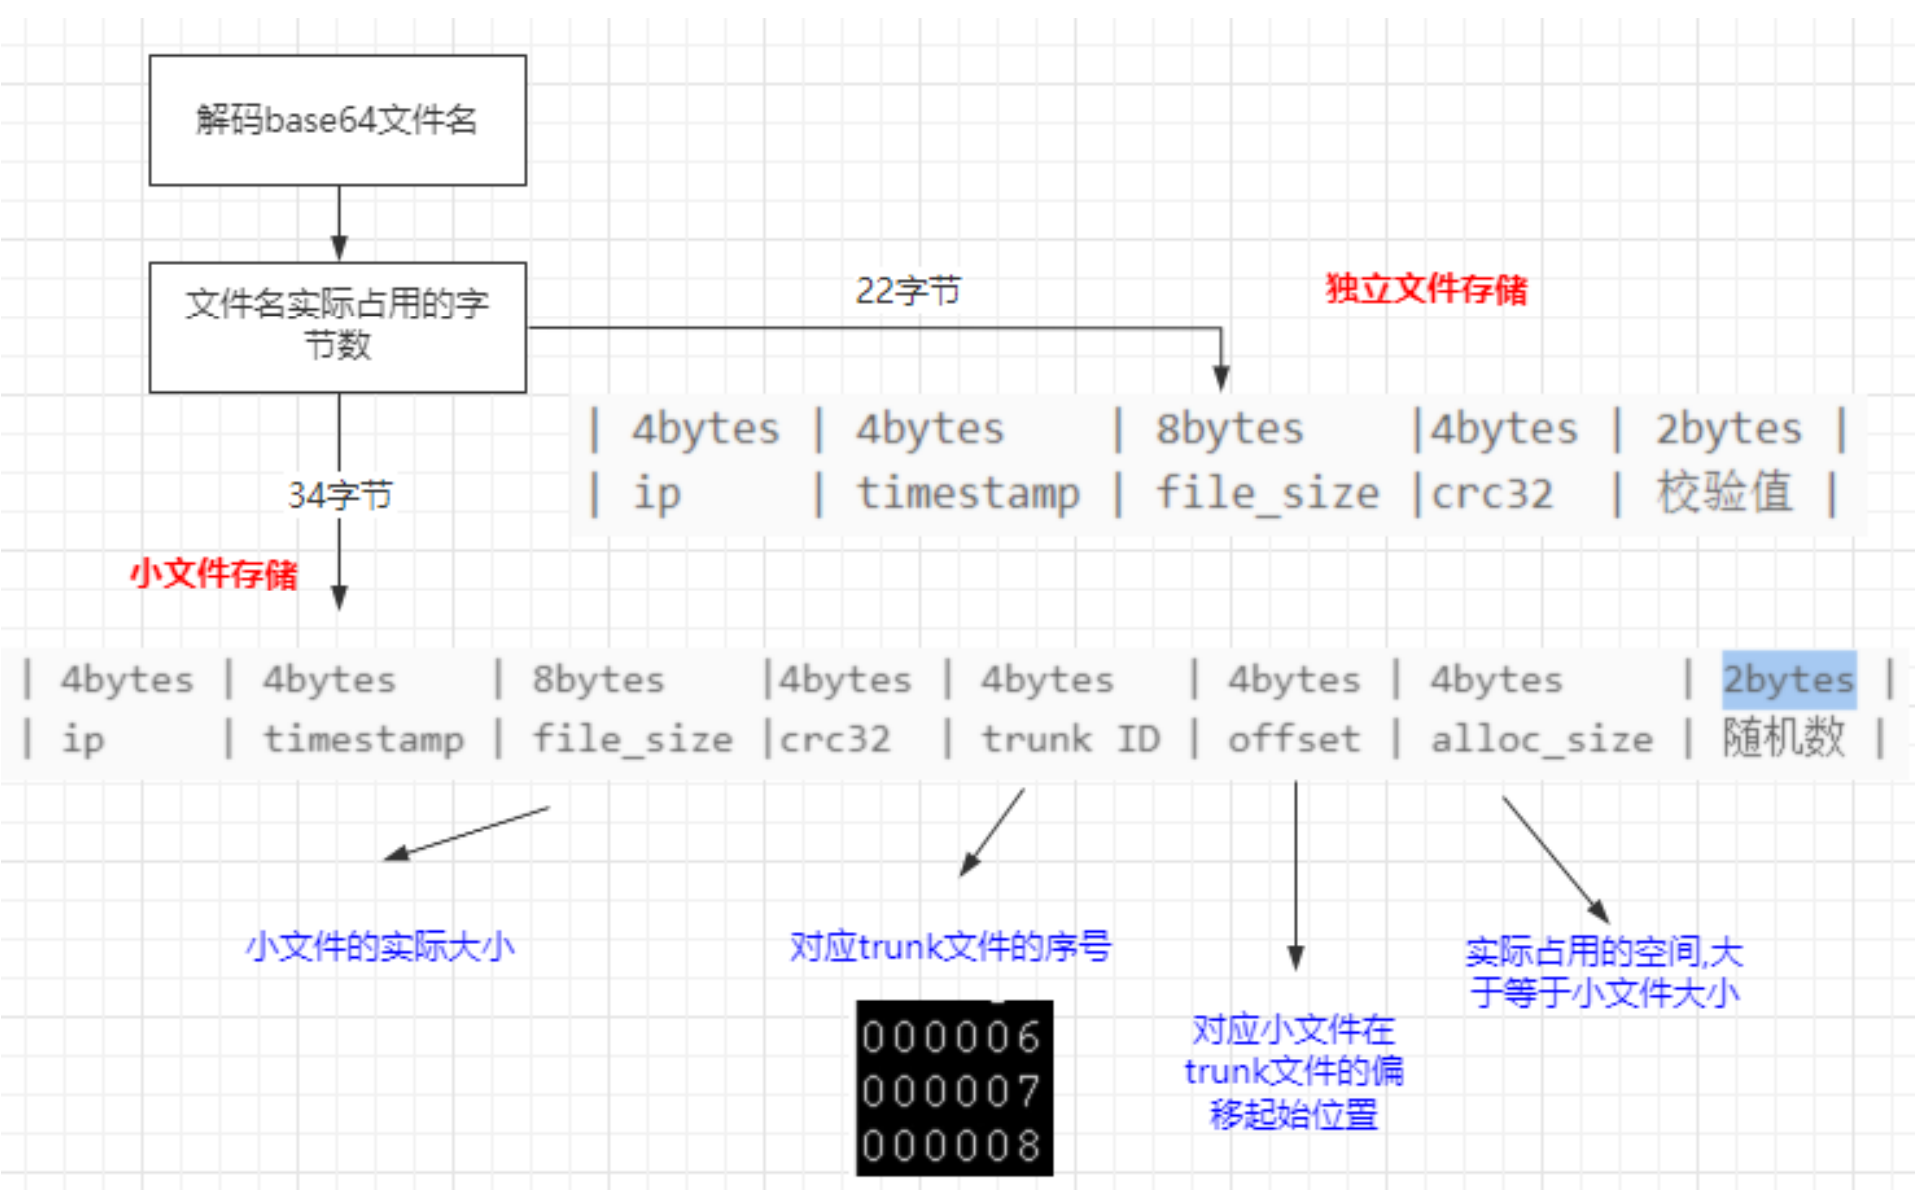 解码base64文件名
文件名实际占用的字
节数
22字节
独立文件存储
| 4bytes | 4bytes | 8bytes |4bytes | 2bytes |
| ip | timestamp | file_size |crc32 | 校验值 |
34字节
小文件存储
| 4bytes | 4bytes | 8bytes |4bytes | 4bytes | 4bytes | 4bytes | 2bytes |
| ip | timestamp | file_size |crc32 | trunk ID | offset | alloc_size | 随机数 |
小文件的实际大小
对应trunk文件的序号
000006
000007
000008
对应小文件在
trunk文件的偏
移起始位置
实际占用的空间,大
于等于小文件大小